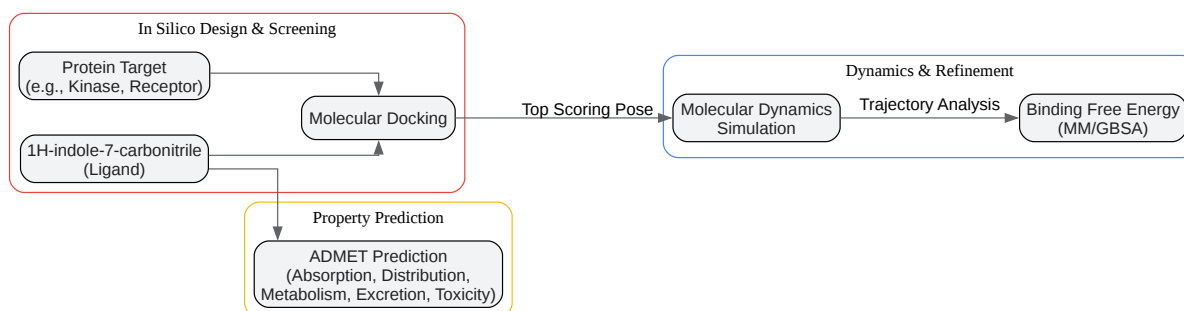 In Silico Design & Screening
Protein Target
(e.g., Kinase, Receptor)
Molecular Docking
1H-indole-7-carbonitrile
(Ligand)
Top Scoring Pose
Dynamics & Refinement
Molecular Dynamics
Simulation
Trajectory Analysis
Binding Free Energy
(MM/GBSA)
Property Prediction
ADMET Prediction
(Absorption, Distribution,
Metabolism, Excretion, Toxicity)